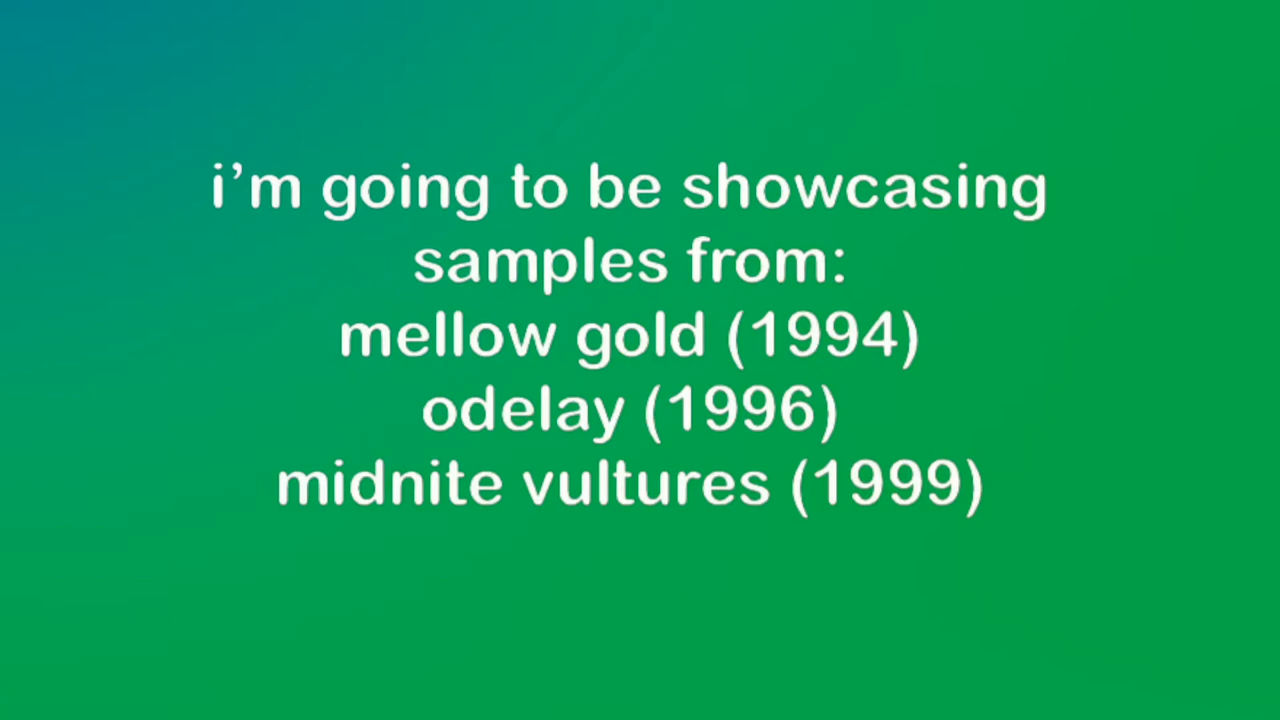 i’m going to be showcasing
samples from:
mellow gold (1994)
odelay (1996)
midnite vultures (1999)